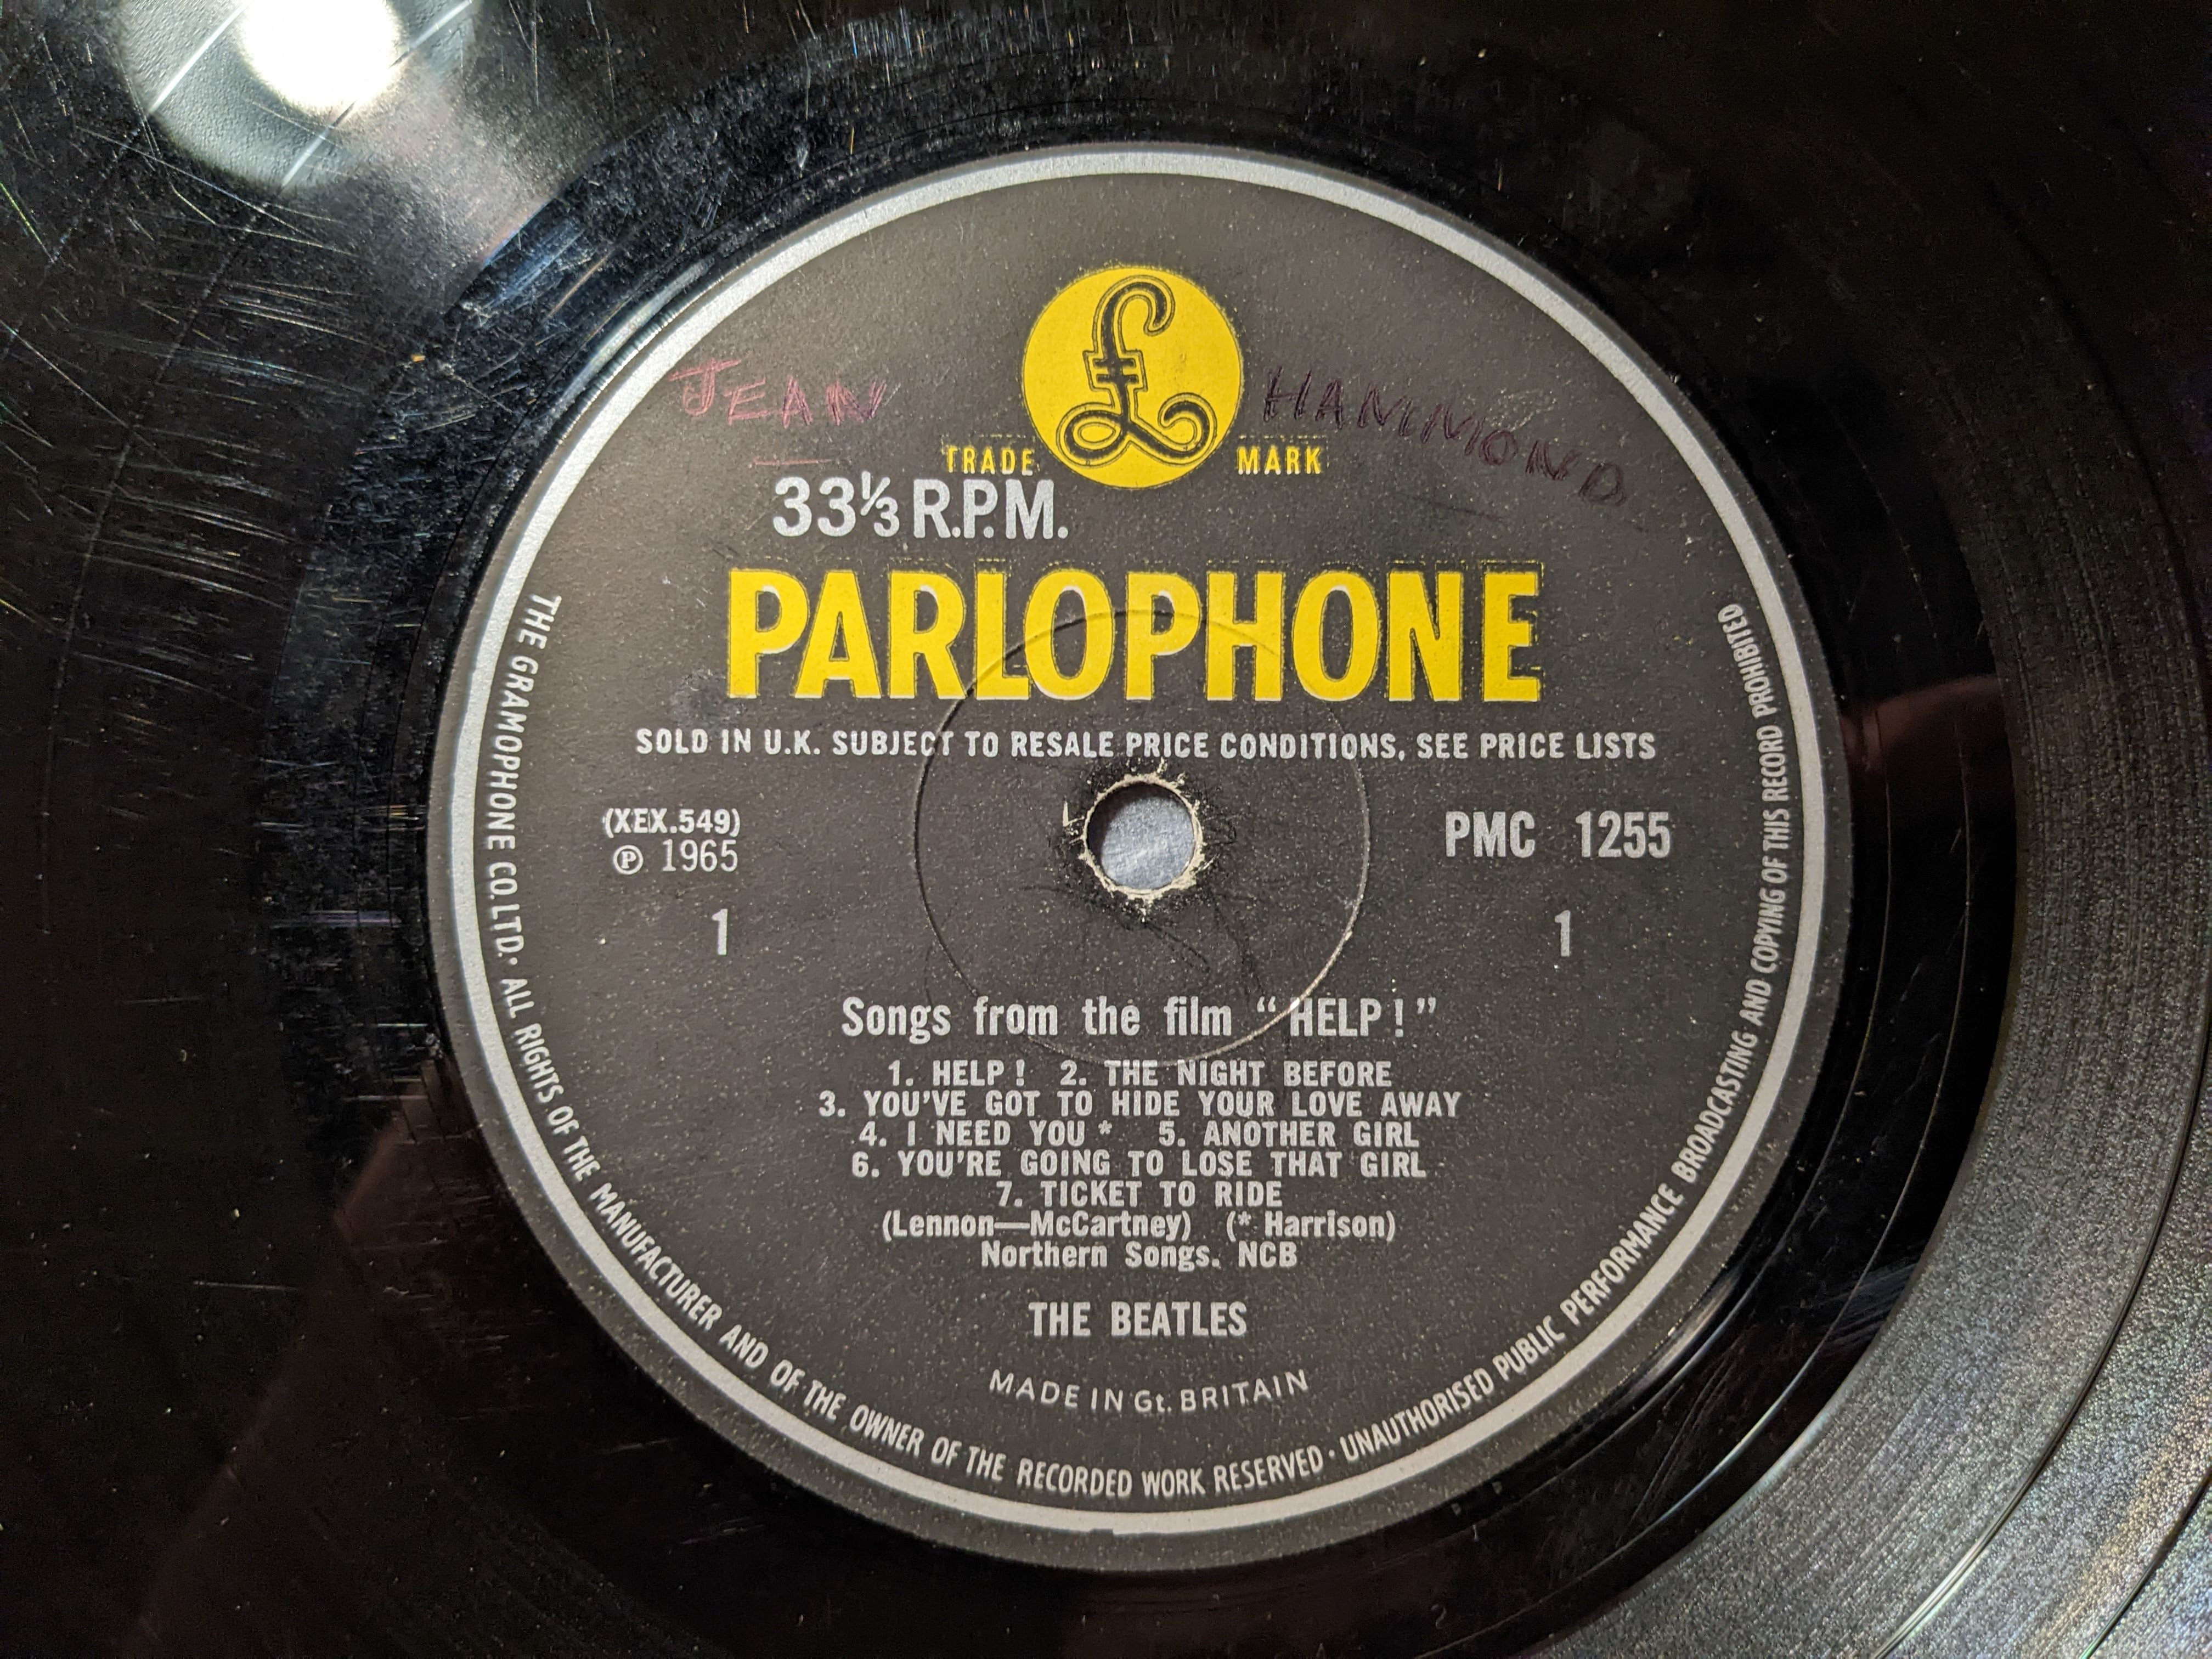 JEAN HAMMOND
£
TRADE MARK
33⅓ R.P.M.
PARLOPHONE
SOLD IN U.K. SUBJECT TO RESALE PRICE CONDITIONS, SEE PRICE LISTS
(XEX.549)
℗ 1965
PMC 1255
1 1
Songs from the film “HELP!”
1. HELP! 2. THE NIGHT BEFORE
3. YOU'VE GOT TO HIDE YOUR LOVE AWAY
4. I NEED YOU * 5. ANOTHER GIRL
6. YOU'RE GOING TO LOSE THAT GIRL
7. TICKET TO RIDE
(Lennon—McCartney) (* Harrison)
Northern Songs. NCB
THE BEATLES
MADE IN Gt. BRITAIN
THE GRAMOPHONE CO. LTD. · ALL RIGHTS OF THE MANUFACTURER AND OF THE OWNER OF THE RECORDED WORK RESERVED · UNAUTHORISED PUBLIC PERFORMANCE BROADCASTING AND COPYING OF THIS RECORD PROHIBITED